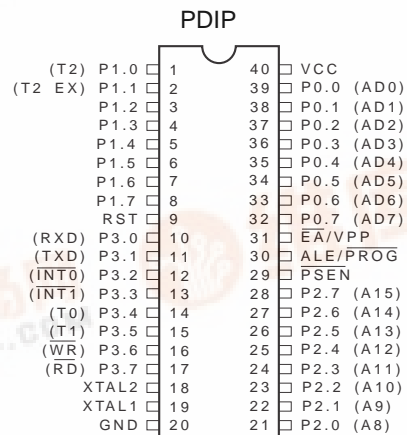 PDIP
(T2) P1.0 1 40 VCC
(T2 EX) P1.1 2 39 P0.0 (AD0)
P1.2 3 38 P0.1 (AD1)
P1.3 4 37 P0.2 (AD2)
P1.4 5 36 P0.3 (AD3)
P1.5 6 35 P0.4 (AD4)
P1.6 7 34 P0.5 (AD5)
P1.7 8 33 P0.6 (AD6)
RST 9 32 P0.7 (AD7)
(RXD) P3.0 10 31 E̅A̅/VPP
(TXD) P3.1 11 30 ALE/P̅R̅O̅G̅
(I̅N̅T̅0̅) P3.2 12 29 P̅S̅E̅N̅
(I̅N̅T̅1̅) P3.3 13 28 P2.7 (A15)
(T0) P3.4 14 27 P2.6 (A14)
(T1) P3.5 15 26 P2.5 (A13)
(W̅R̅) P3.6 16 25 P2.4 (A12)
(R̅D̅) P3.7 17 24 P2.3 (A11)
XTAL2 18 23 P2.2 (A10)
XTAL1 19 22 P2.1 (A9)
GND 20 21 P2.0 (A8)